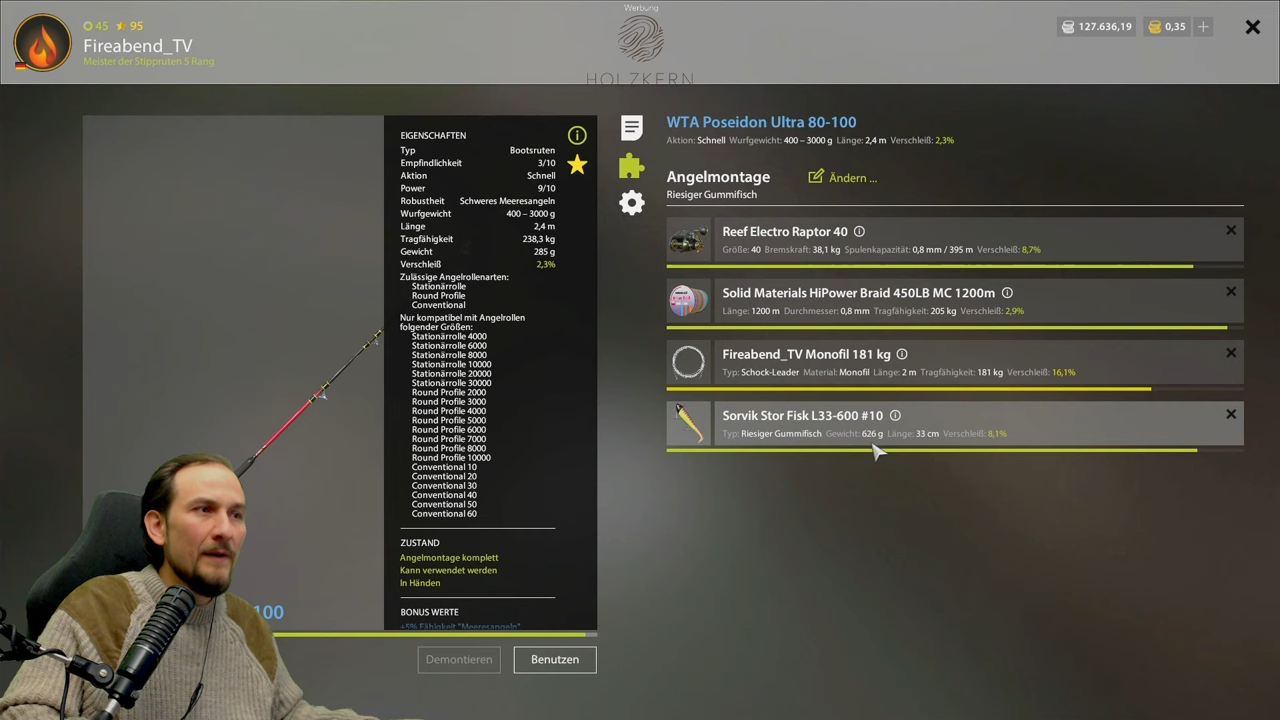 Werbung
HOLZKERN
45 95
Fireabend_TV
Meister der Stippruten 5 Rang
127.636,19 0,35 +
EIGENSCHAFTEN
Typ Bootsruten
Empfindlichkeit 3/10
Aktion Schnell
Power 9/10
Robustheit Schweres Meeresangeln
Wurfgewicht 400 – 3000 g
Länge 2,4 m
Tragfähigkeit 238,3 kg
Gewicht 285 g
Verschleiß 2,3%
Zulässige Angelrollenarten:
Stationärrolle
Round Profile
Conventional
Nur kompatibel mit Angelrollen
folgender Größen:
Stationärrolle 4000
Stationärrolle 6000
Stationärrolle 8000
Stationärrolle 10000
Stationärrolle 20000
Stationärrolle 30000
Round Profile 2000
Round Profile 3000
Round Profile 4000
Round Profile 5000
Round Profile 6000
Round Profile 7000
Round Profile 8000
Round Profile 10000
Conventional 10
Conventional 20
Conventional 30
Conventional 40
Conventional 50
Conventional 60
ZUSTAND
Angelmontage komplett
Kann verwendet werden
In Händen
BONUS WERTE
+5% Fähigkeit "Meeresangeln"
100
Demontieren Benutzen
WTA Poseidon Ultra 80-100
Aktion: Schnell Wurfgewicht: 400 – 3000 g Länge: 2,4 m Verschleiß: 2,3%
Angelmontage Ändern ...
Riesiger Gummifisch
Reef Electro Raptor 40
Größe: 40 Bremskraft: 38,1 kg Spulenkapazität: 0,8 mm / 395 m Verschleiß: 8,7%
Solid Materials HiPower Braid 450LB MC 1200m
Länge: 1200 m Durchmesser: 0,8 mm Tragfähigkeit: 205 kg Verschleiß: 2,9%
Fireabend_TV Monofil 181 kg
Typ: Schock-Leader Material: Monofil Länge: 2 m Tragfähigkeit: 181 kg Verschleiß: 16,1%
Sorvik Stor Fisk L33-600 #10
Typ: Riesiger Gummifisch Gewicht: 626 g Länge: 33 cm Verschleiß: 8,1%